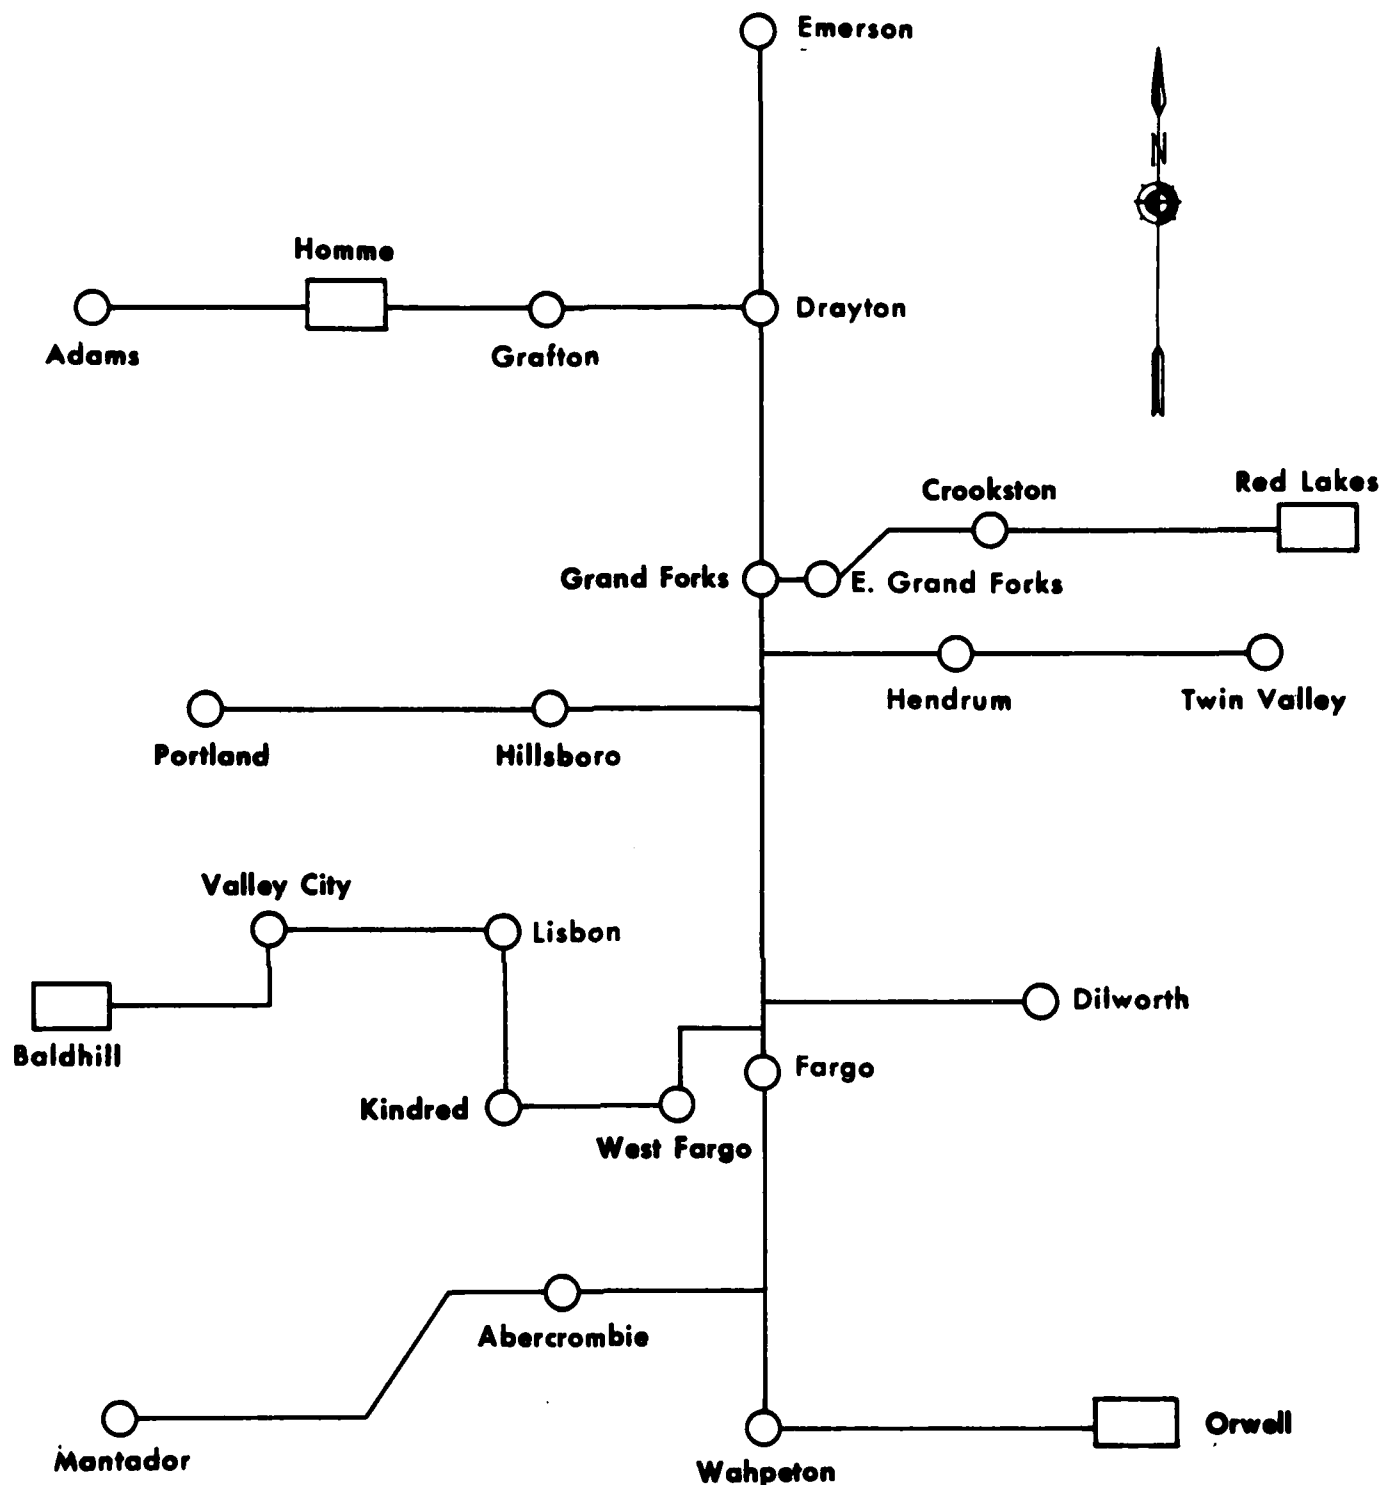 Emerson
N
Homme
Drayton
Adams
Grafton
Crookston
Red Lakes
Grand Forks
E. Grand Forks
Hendrum
Twin Valley
Portland
Hillsboro
Valley City
Lisbon
Dilworth
Baldhill
Fargo
Kindred
West Fargo
Abercrombie
Orwell
Mantador
Wahpeton